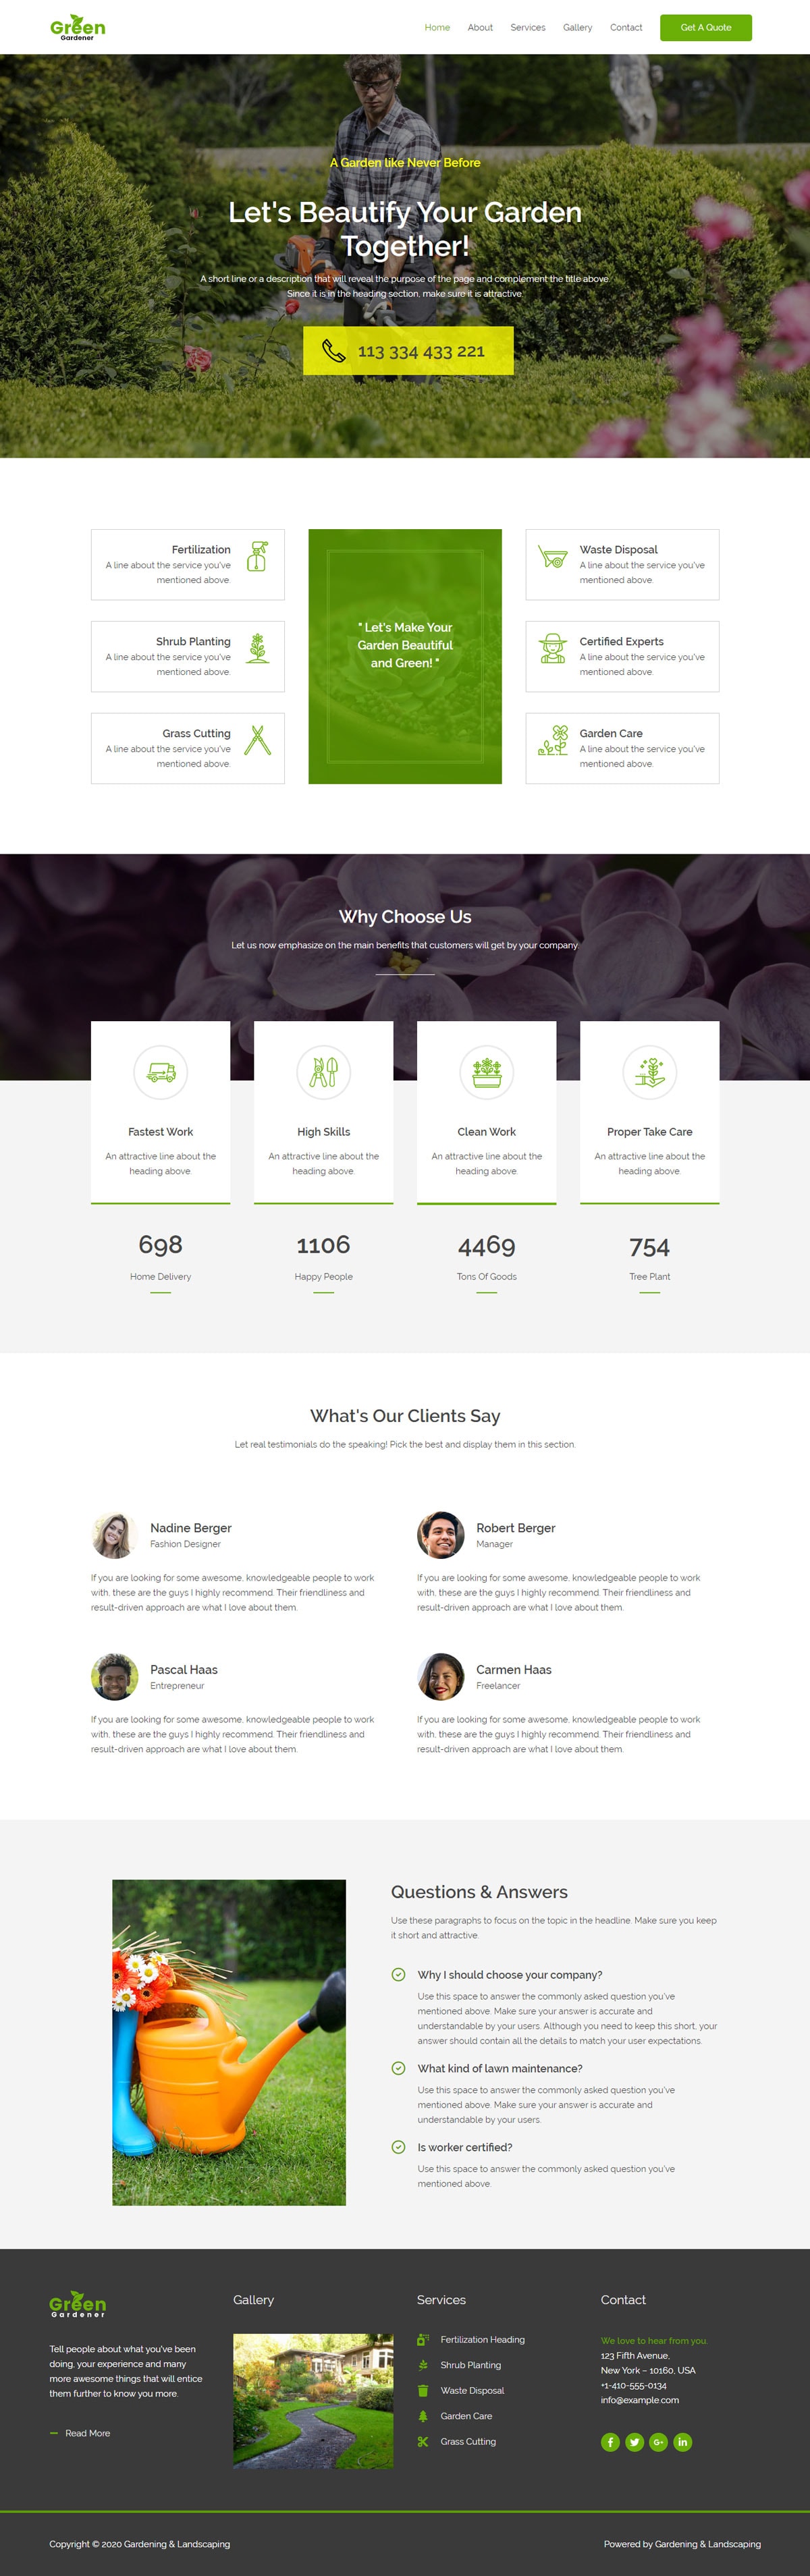 Green
Gardener
Home
About
Services
Gallery
Contact
Get A Quote
A Garden like Never Before
Let's Beautify Your Garden
Together!
A short line or a description that will reveal the purpose of the page and complement the title above.
Since it is in the heading section, make sure it is attractive.
113 334 433 221
Fertilization
A line about the service you've
mentioned above.
Shrub Planting
A line about the service you've
mentioned above.
Grass Cutting
A line about the service you've
mentioned above.
" Let's Make Your
Garden Beautiful
and Green! "
Waste Disposal
A line about the service you've
mentioned above.
Certified Experts
A line about the service you've
mentioned above.
Garden Care
A line about the service you've
mentioned above.
Why Choose Us
Let us now emphasize on the main benefits that customers will get by your company
Fastest Work
An attractive line about the
heading above.
High Skills
An attractive line about the
heading above.
Clean Work
An attractive line about the
heading above.
Proper Take Care
An attractive line about the
heading above.
698
Home Delivery
1106
Happy People
4469
Tons Of Goods
754
Tree Plant
What's Our Clients Say
Let real testimonials do the speaking! Pick the best and display them in this section.
Nadine Berger
Fashion Designer
If you are looking for some awesome, knowledgeable people to work
with, these are the guys I highly recommend. Their friendliness and
result-driven approach are what I love about them.
Robert Berger
Manager
If you are looking for some awesome, knowledgeable people to work
with, these are the guys I highly recommend. Their friendliness and
result-driven approach are what I love about them.
Pascal Haas
Entrepreneur
If you are looking for some awesome, knowledgeable people to work
with, these are the guys I highly recommend. Their friendliness and
result-driven approach are what I love about them.
Carmen Haas
Freelancer
If you are looking for some awesome, knowledgeable people to work
with, these are the guys I highly recommend. Their friendliness and
result-driven approach are what I love about them.
Questions & Answers
Use these paragraphs to focus on the topic in the headline. Make sure you keep
it short and attractive.
Why I should choose your company?
Use this space to answer the commonly asked question you've
mentioned above. Make sure your answer is accurate and
understandable by your users. Although you need to keep this short, your
answer should contain all the details to match your user expectations.
What kind of lawn maintenance?
Use this space to answer the commonly asked question you've
mentioned above. Make sure your answer is accurate and
understandable by your users.
Is worker certified?
Use this space to answer the commonly asked question you've
mentioned above.
Green
Gardener
Tell people about what you've been
doing, your experience and many
more awesome things that will entice
them further to know you more.
Read More
Gallery
Services
Fertilization Heading
Shrub Planting
Waste Disposal
Garden Care
Grass Cutting
Contact
We love to hear from you.
123 Fifth Avenue,
New York – 10160, USA
+1-410-555-0134
info@example.com
Copyright © 2020 Gardening & Landscaping
Powered by Gardening & Landscaping